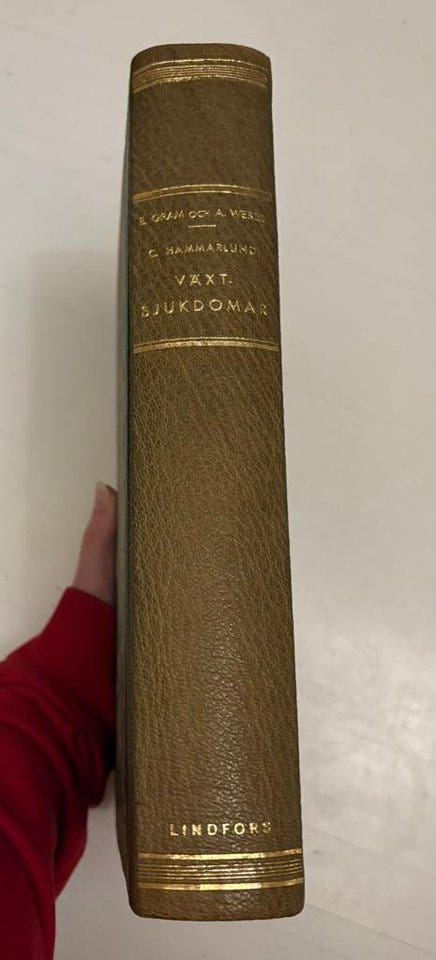 E. GRAM OCH A. WEBER
C. HAMMARLUND
VÄXT-
SJUKDOMAR
LINDFORS